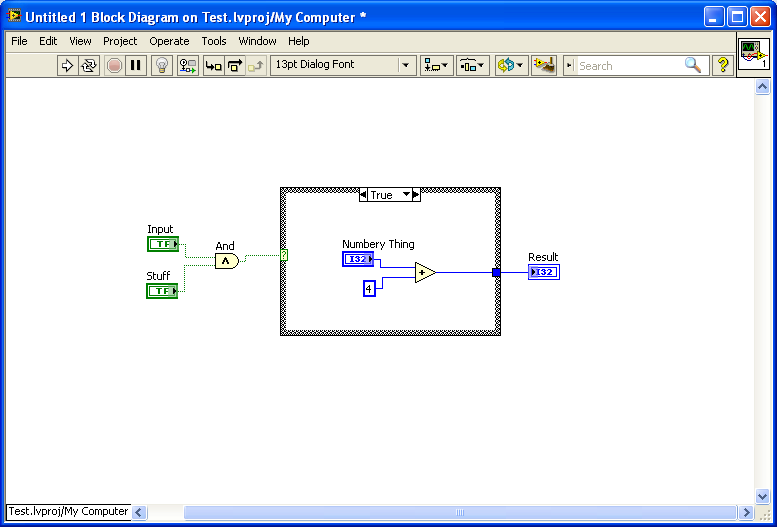 Untitled 1 Block Diagram on Test.lvproj/My Computer *
File Edit View Project Operate Tools Window Help
13pt Dialog Font
Search
?
1
True
Input
TF
And
Λ
Stuff
TF
?
Numbery Thing
I32
+
4
Result
I32
Test.lvproj/My Computer